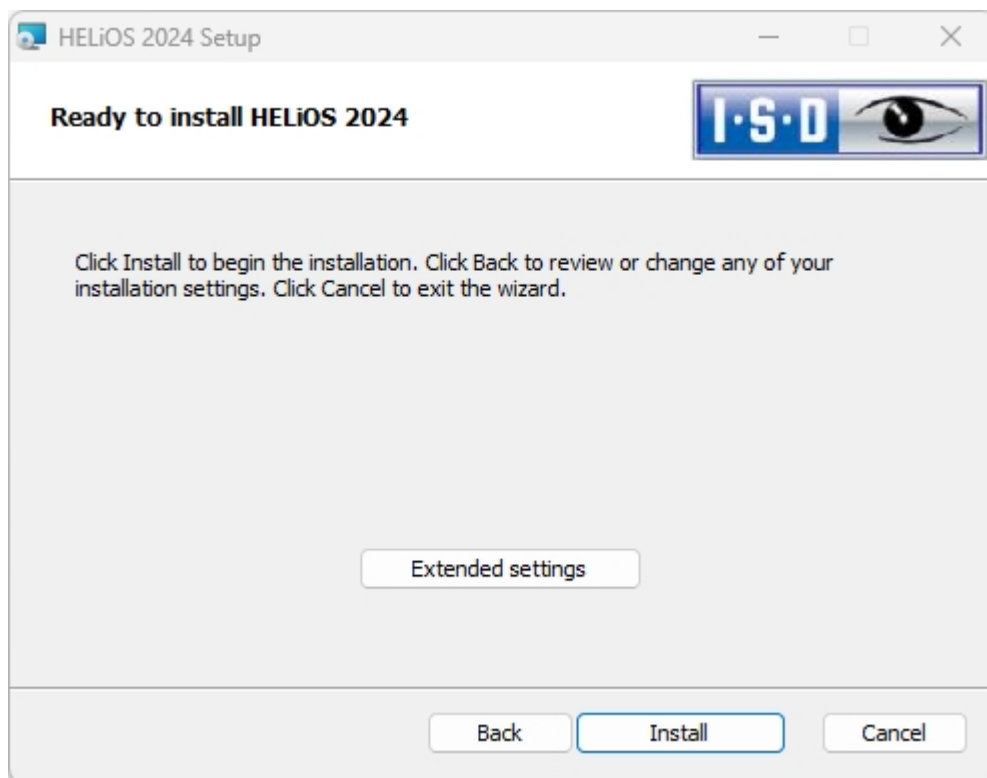 HELiOS 2024 Setup
Ready to install HELiOS 2024
I·S·D
Click Install to begin the installation. Click Back to review or change any of your
installation settings. Click Cancel to exit the wizard.
Extended settings
Back
Install
Cancel